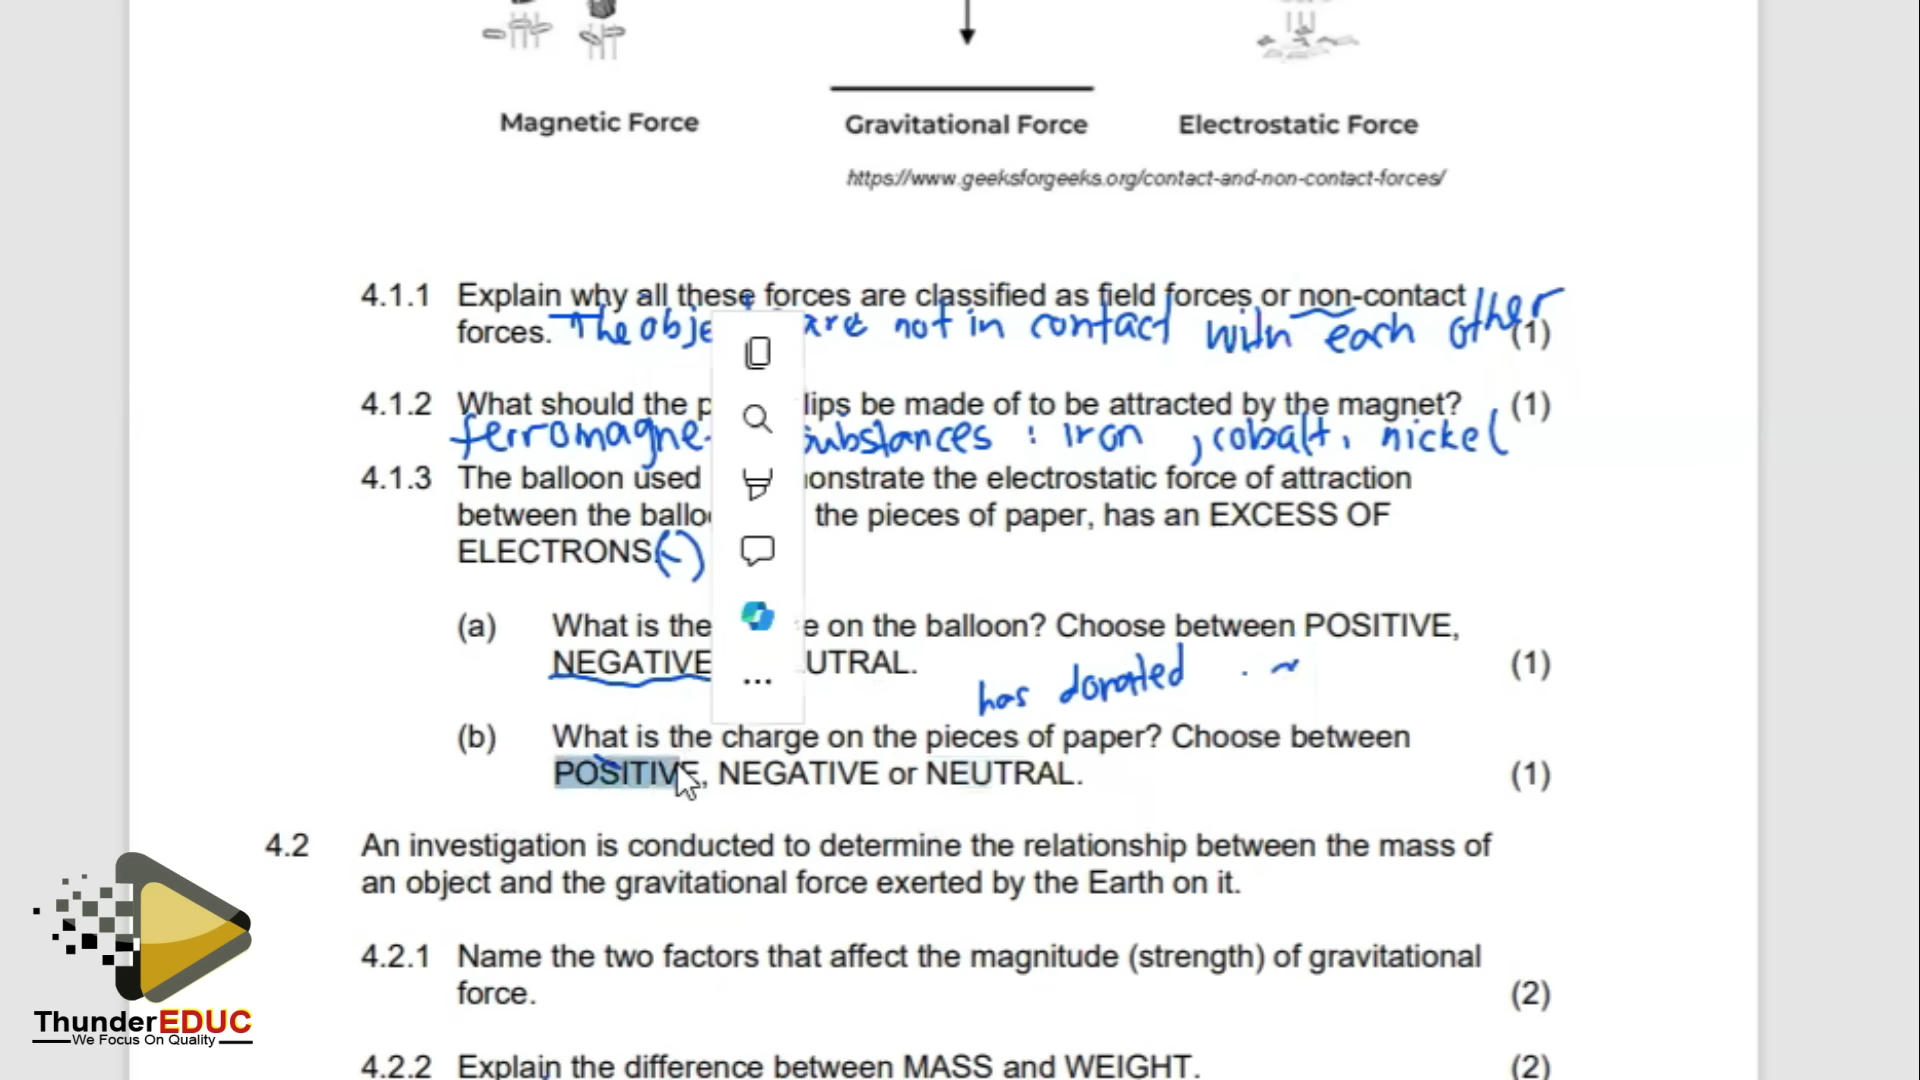 Magnetic Force
Gravitational Force
Electrostatic Force
https://www.geeksforgeeks.org/contact-and-non-contact-forces/
4.1.1 Explain why all these forces are classified as field forces or non-contact
forces. (1)
The obje are not in contact with each other
4.1.2 What should the p lips be made of to be attracted by the magnet? (1)
ferromagne substances : iron , cobalt, nickel
4.1.3 The balloon used onstrate the electrostatic force of attraction
between the ballo the pieces of paper, has an EXCESS OF
ELECTRONS. (-)
(a) What is the e on the balloon? Choose between POSITIVE,
NEGATIVE UTRAL. (1)
has donated
(b) What is the charge on the pieces of paper? Choose between
POSITIVE, NEGATIVE or NEUTRAL. (1)
4.2 An investigation is conducted to determine the relationship between the mass of
an object and the gravitational force exerted by the Earth on it.
4.2.1 Name the two factors that affect the magnitude (strength) of gravitational
force. (2)
4.2.2 Explain the difference between MASS and WEIGHT. (2)
ThunderEDUC
We Focus On Quality